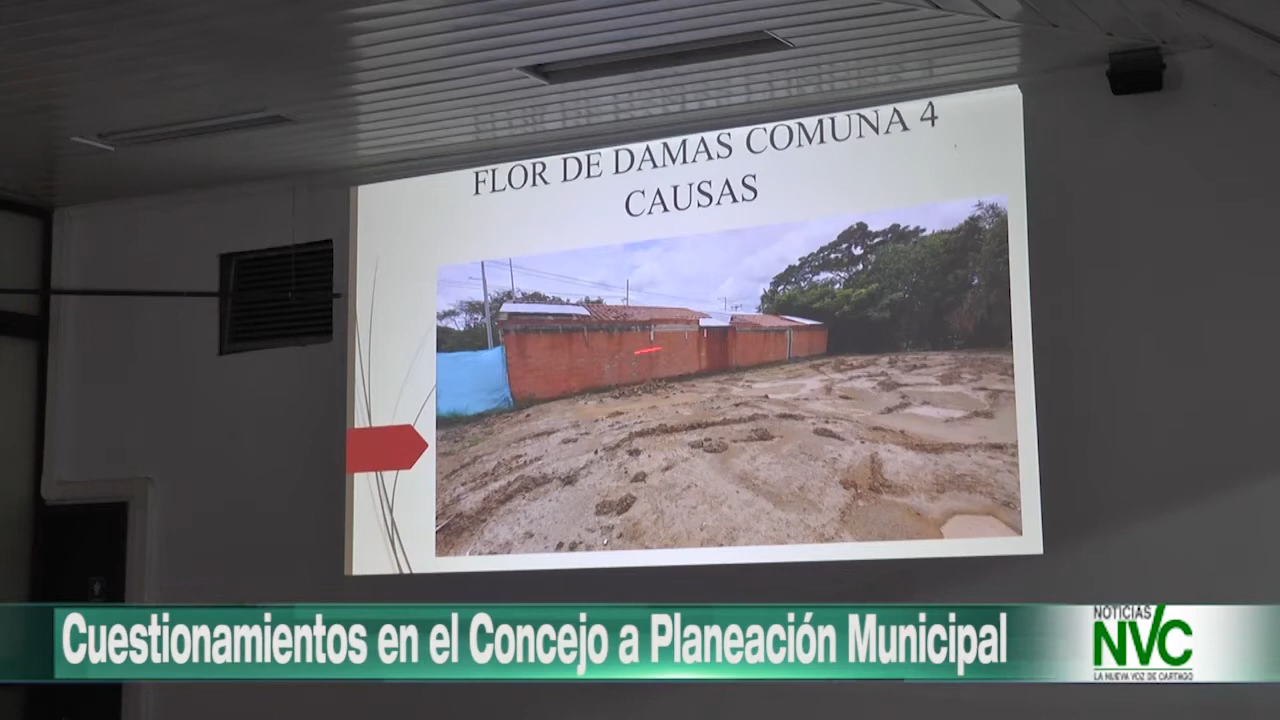 FLOR DE DAMAS COMUNA 4
CAUSAS
Cuestionamientos en el Concejo a Planeación Municipal
NOTICIAS
NVC
LA NUEVA VOZ DE CARTAGO